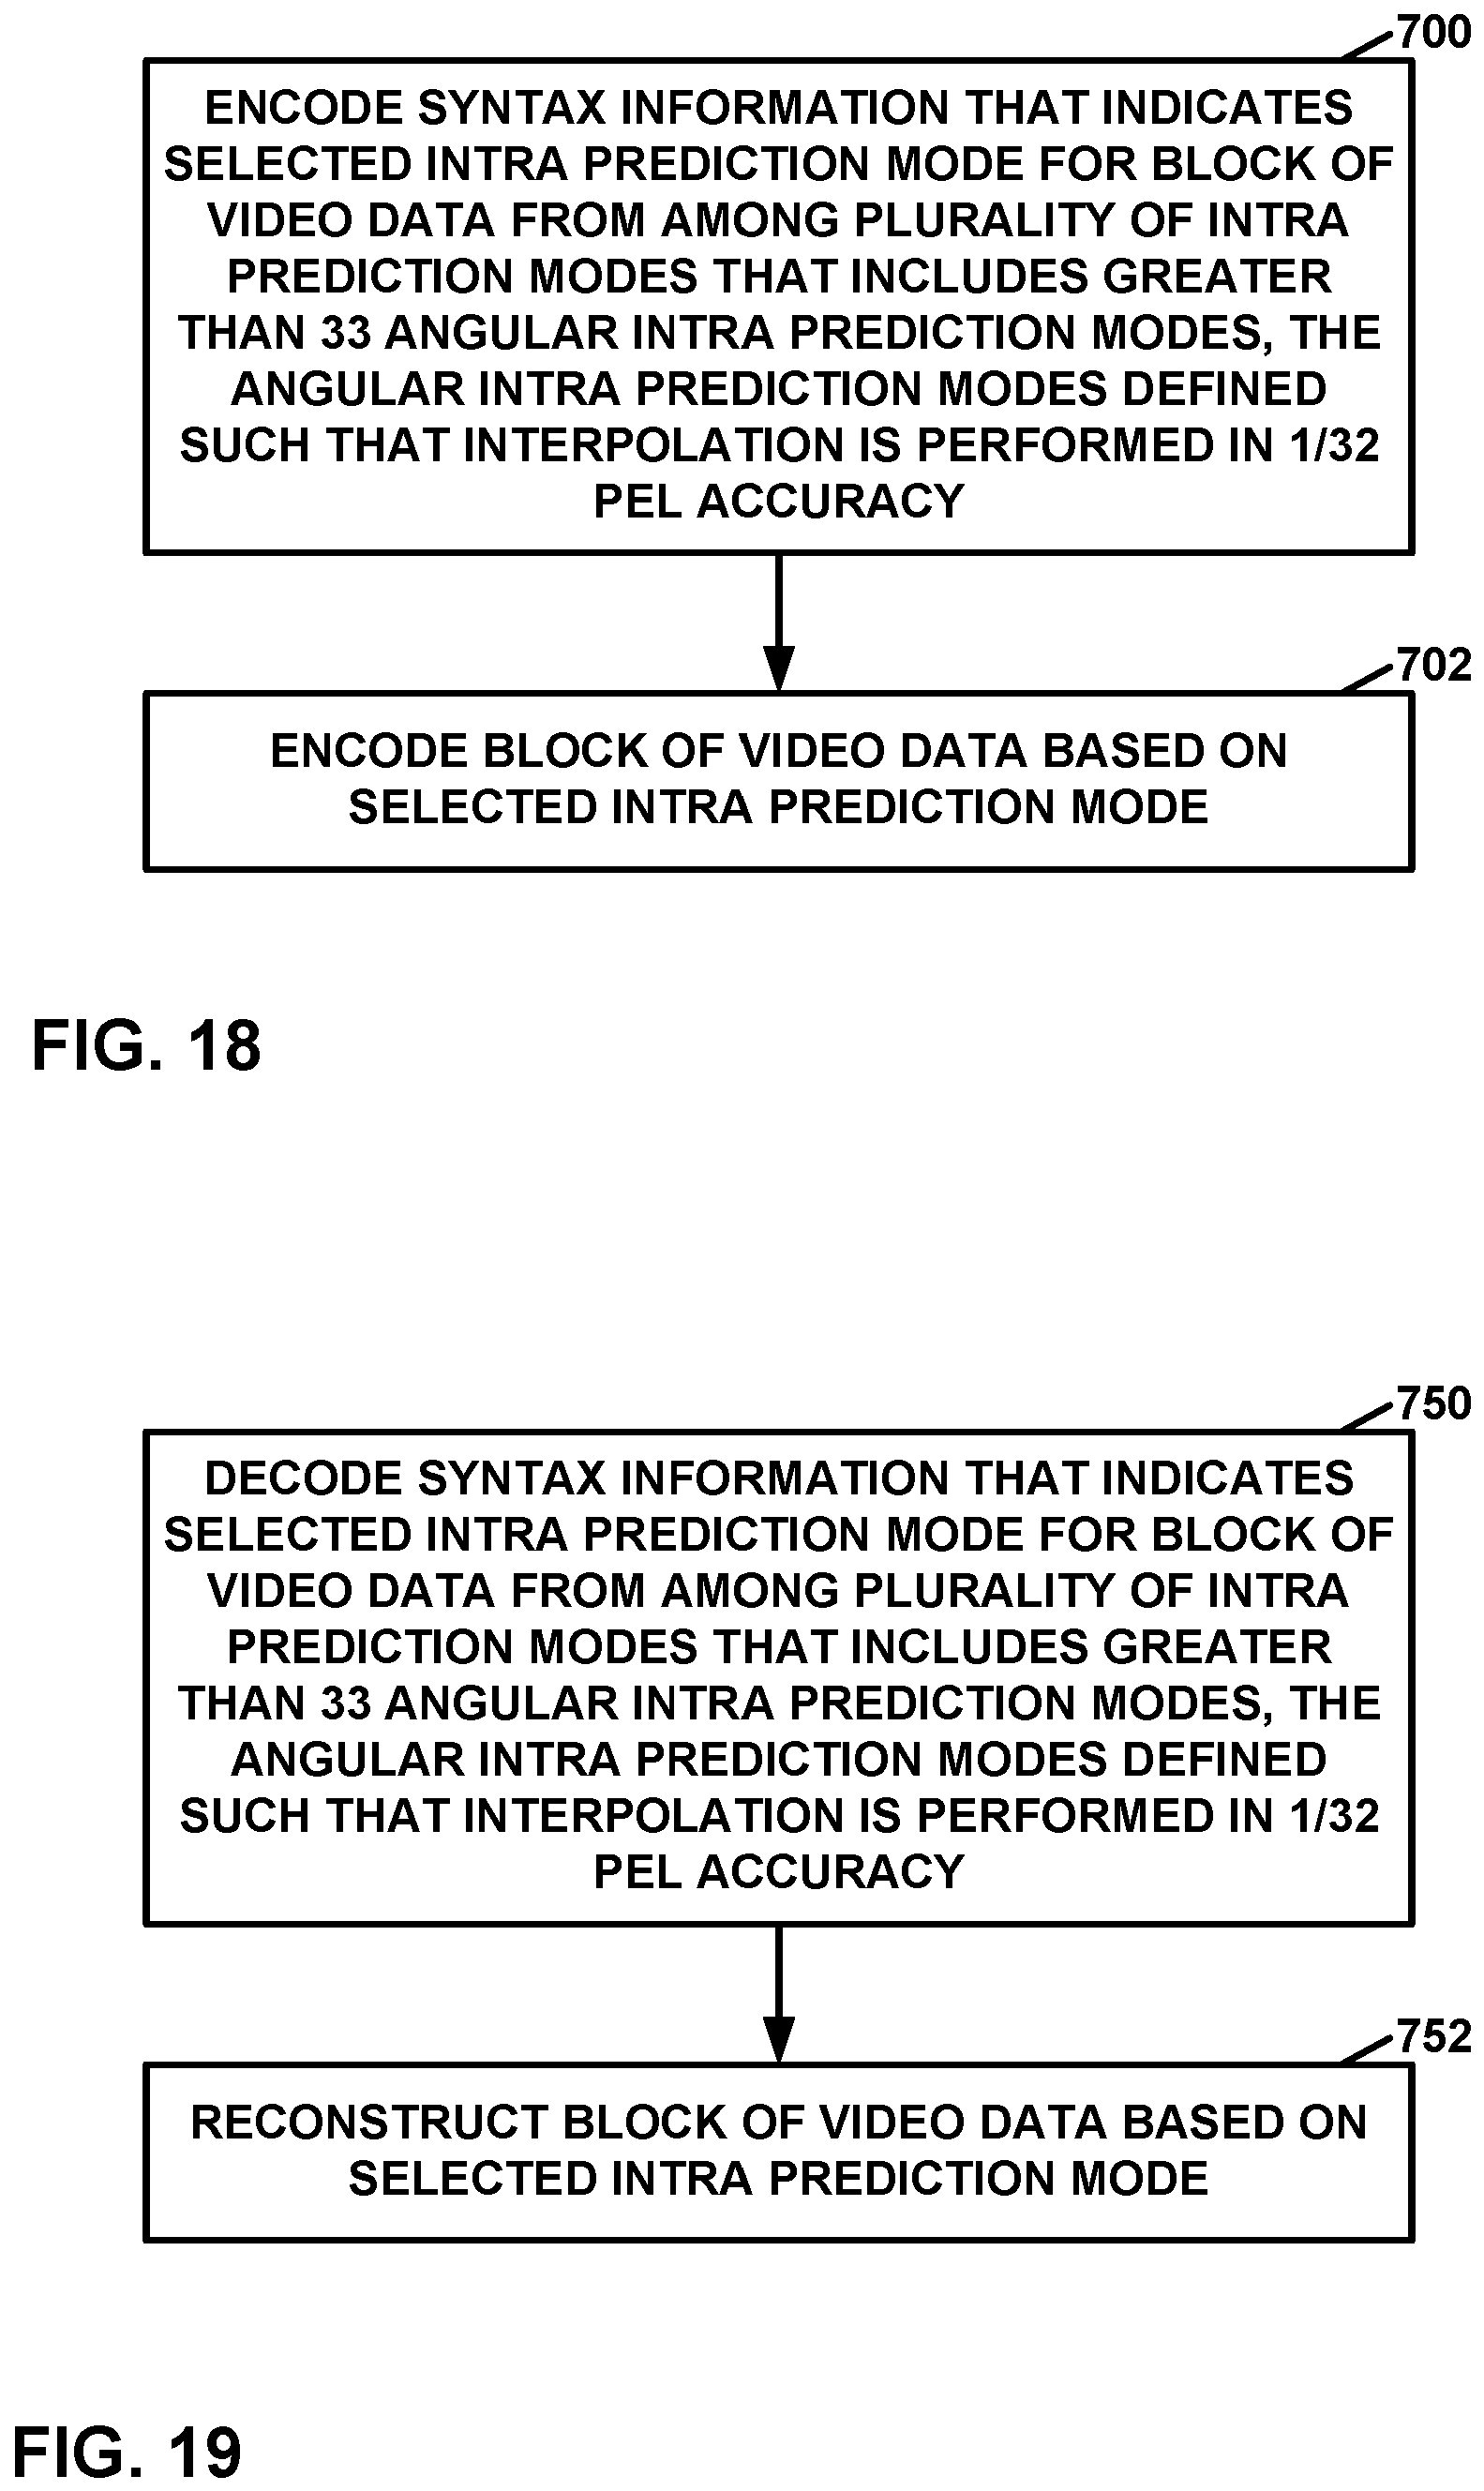 700
ENCODE SYNTAX INFORMATION THAT INDICATES
SELECTED INTRA PREDICTION MODE FOR BLOCK OF
VIDEO DATA FROM AMONG PLURALITY OF INTRA
PREDICTION MODES THAT INCLUDES GREATER
THAN 33 ANGULAR INTRA PREDICTION MODES, THE
ANGULAR INTRA PREDICTION MODES DEFINED
SUCH THAT INTERPOLATION IS PERFORMED IN 1/32
PEL ACCURACY
702
ENCODE BLOCK OF VIDEO DATA BASED ON
SELECTED INTRA PREDICTION MODE
FIG. 18
750
DECODE SYNTAX INFORMATION THAT INDICATES
SELECTED INTRA PREDICTION MODE FOR BLOCK OF
VIDEO DATA FROM AMONG PLURALITY OF INTRA
PREDICTION MODES THAT INCLUDES GREATER
THAN 33 ANGULAR INTRA PREDICTION MODES, THE
ANGULAR INTRA PREDICTION MODES DEFINED
SUCH THAT INTERPOLATION IS PERFORMED IN 1/32
PEL ACCURACY
752
RECONSTRUCT BLOCK OF VIDEO DATA BASED ON
SELECTED INTRA PREDICTION MODE
FIG. 19